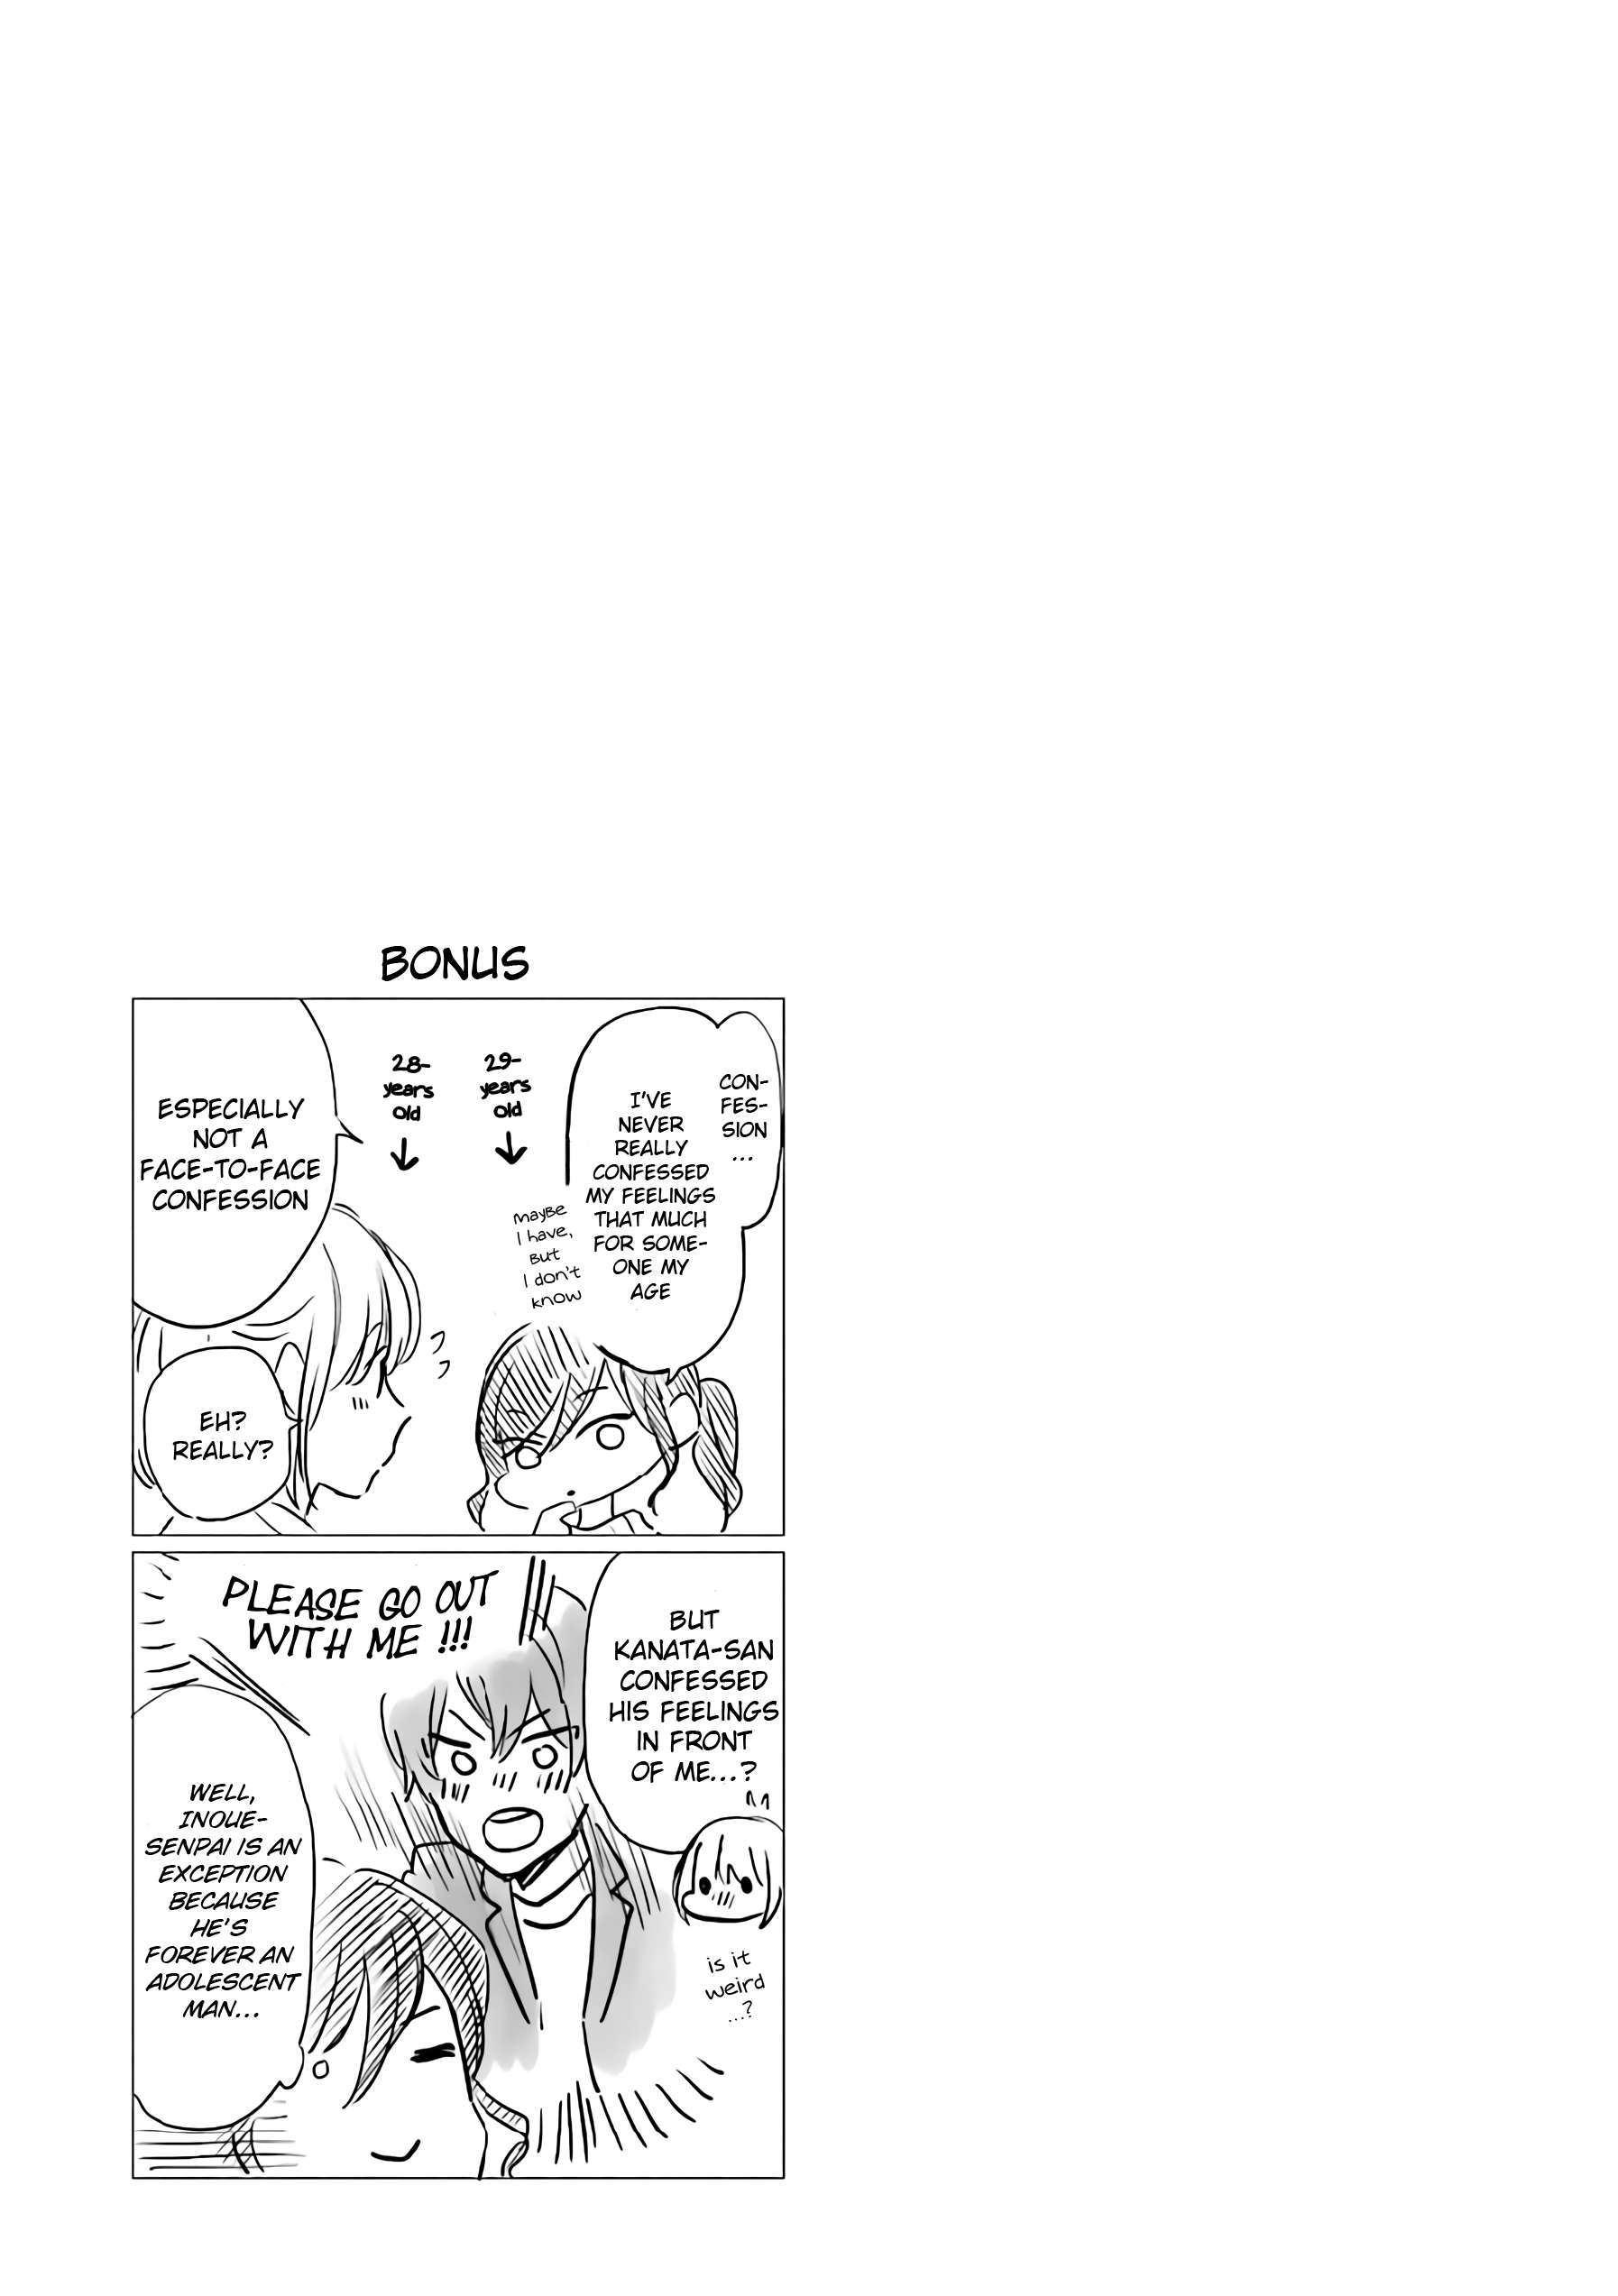 BONUS
CON-
FES-
SION
...
I'VE
NEVER
REALLY
CONFESSED
MY FEELINGS
THAT MUCH
FOR SOME-
ONE MY
AGE
maybe
I have,
but
I don't
know
29-
years
old
28-
years
old
ESPECIALLY
NOT A
FACE-TO-FACE
CONFESSION
EH?
REALLY?
BUT
KANATA-SAN
CONFESSED
HIS FEELINGS
IN FRONT
OF ME...?
is it
weird
...?
PLEASE GO OUT
WITH ME !!!
WELL,
INOUE-
SENPAI IS AN
EXCEPTION
BECAUSE
HE'S
FOREVER AN
ADOLESCENT
MAN...